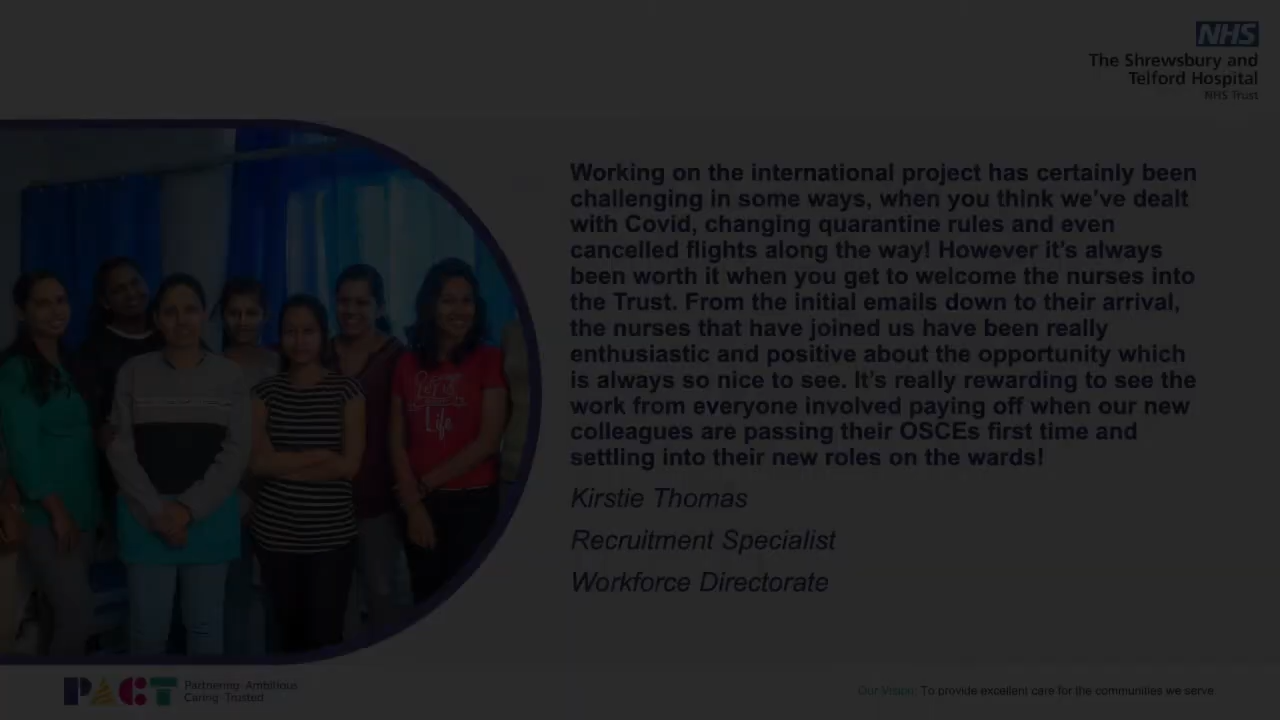 NHS
The Shrewsbury and
Telford Hospital
NHS Trust
Working on the international project has certainly been
challenging in some ways, when you think we've dealt
with Covid, changing quarantine rules and even
cancelled flights along the way! However it's always
been worth it when you get to welcome the nurses into
the Trust. From the initial emails down to their arrival,
the nurses that have joined us have been really
enthusiastic and positive about the opportunity which
is always so nice to see. It's really rewarding to see the
work from everyone involved paying off when our new
colleagues are passing their OSCEs first time and
settling into their new roles on the wards!
Kirstie Thomas
Recruitment Specialist
Workforce Directorate
Life
PACT
Partnering · Ambitious
Caring · Trusted
Our Vision: To provide excellent care for the communities we serve